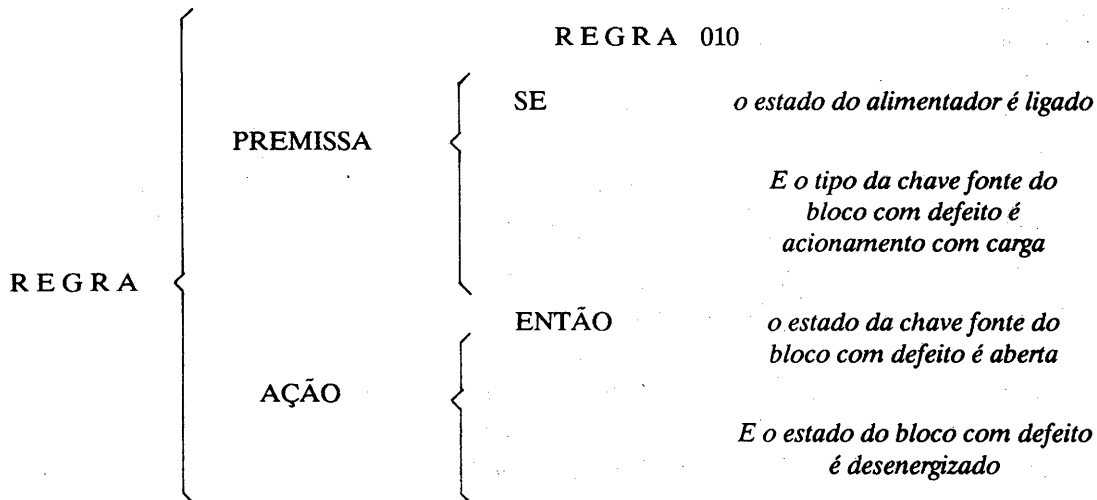 REGRA 010
SE o estado do alimentador é ligado
PREMISSA
E o tipo da chave fonte do
bloco com defeito é
acionamento com carga
REGRA
ENTÃO o estado da chave fonte do
bloco com defeito é aberta
AÇÃO
E o estado do bloco com defeito
é desenergizado